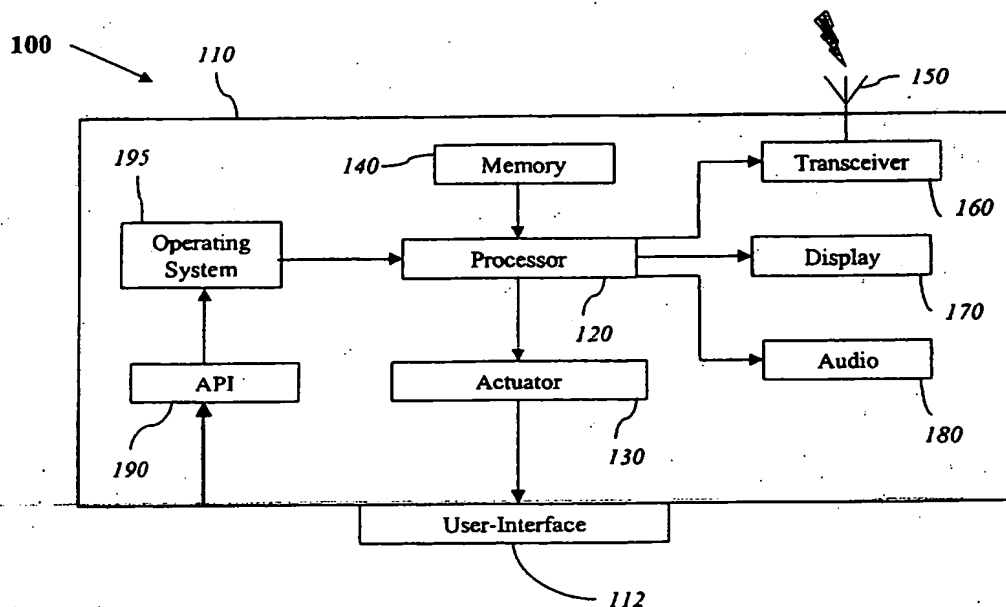 100
110
150
195
140
Memory
Transceiver
160
Operating
System
Processor
Display
120
170
API
Actuator
Audio
190
130
180
User-Interface
112